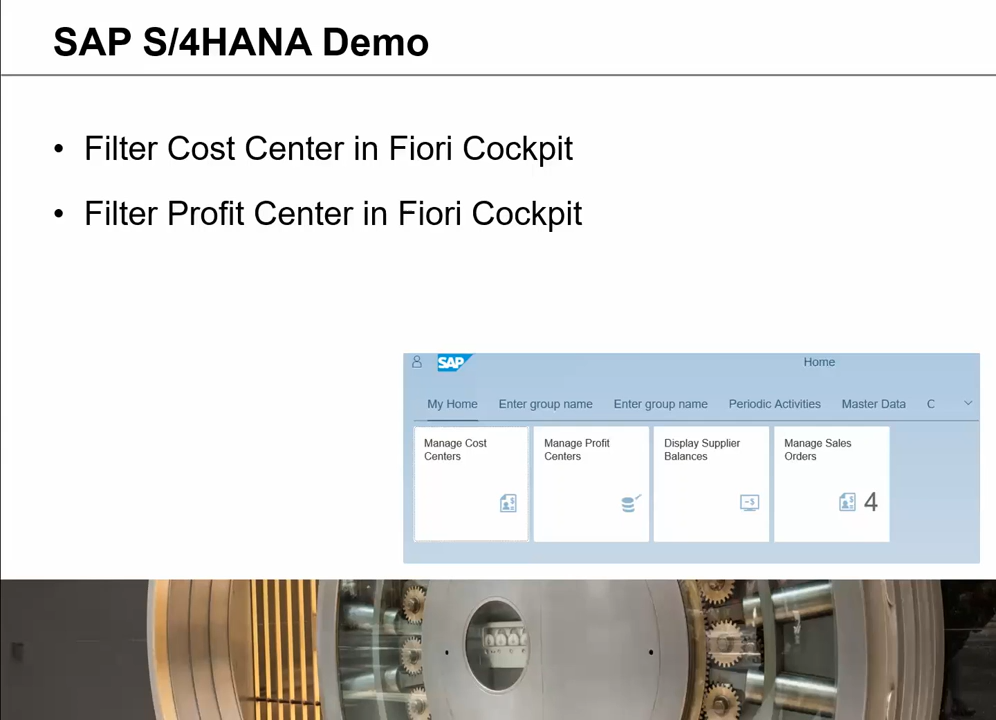 SAP S/4HANA Demo
• Filter Cost Center in Fiori Cockpit
• Filter Profit Center in Fiori Cockpit
SAP Home
My Home Enter group name Enter group name Periodic Activities Master Data C
Manage Cost
Centers
Manage Profit
Centers
Display Supplier
Balances
Manage Sales
Orders
4